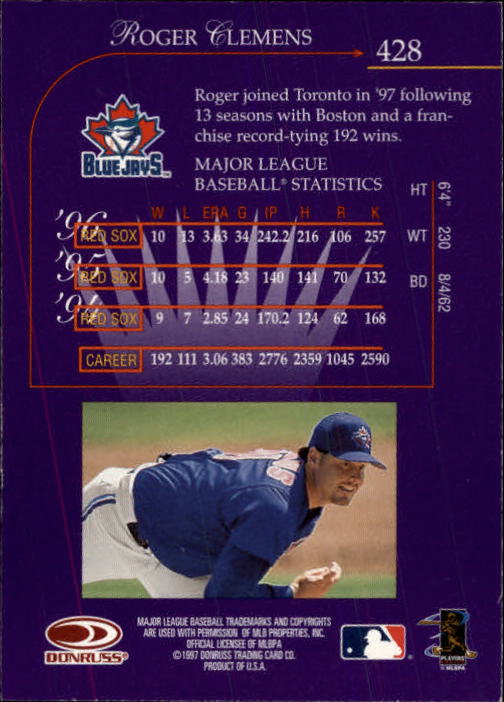 ROGER CLEMENS
428
Roger joined Toronto in '97 following
13 seasons with Boston and a fran-
chise record-tying 192 wins.
BLUE JAYS TM
MAJOR LEAGUE
BASEBALL® STATISTICS
HT 6'4"
WT 230
BD 8/4/62
W L ERA G IP H R K
'96 RED SOX 10 13 3.63 34 242.2 216 106 257
'95 RED SOX 10 5 4.18 23 140 141 70 132
'94 RED SOX 9 7 2.85 24 170.2 124 62 168
CAREER 192 111 3.06 383 2776 2359 1045 2590
MAJOR LEAGUE BASEBALL TRADEMARKS AND COPYRIGHTS
ARE USED WITH PERMISSION OF MLB PROPERTIES, INC.
OFFICIAL LICENSEE OF MLBPA
©1997 DONRUSS TRADING CARD CO.
PRODUCT OF U.S.A.
DONRUSS®
PLAYERS
© MLBPA